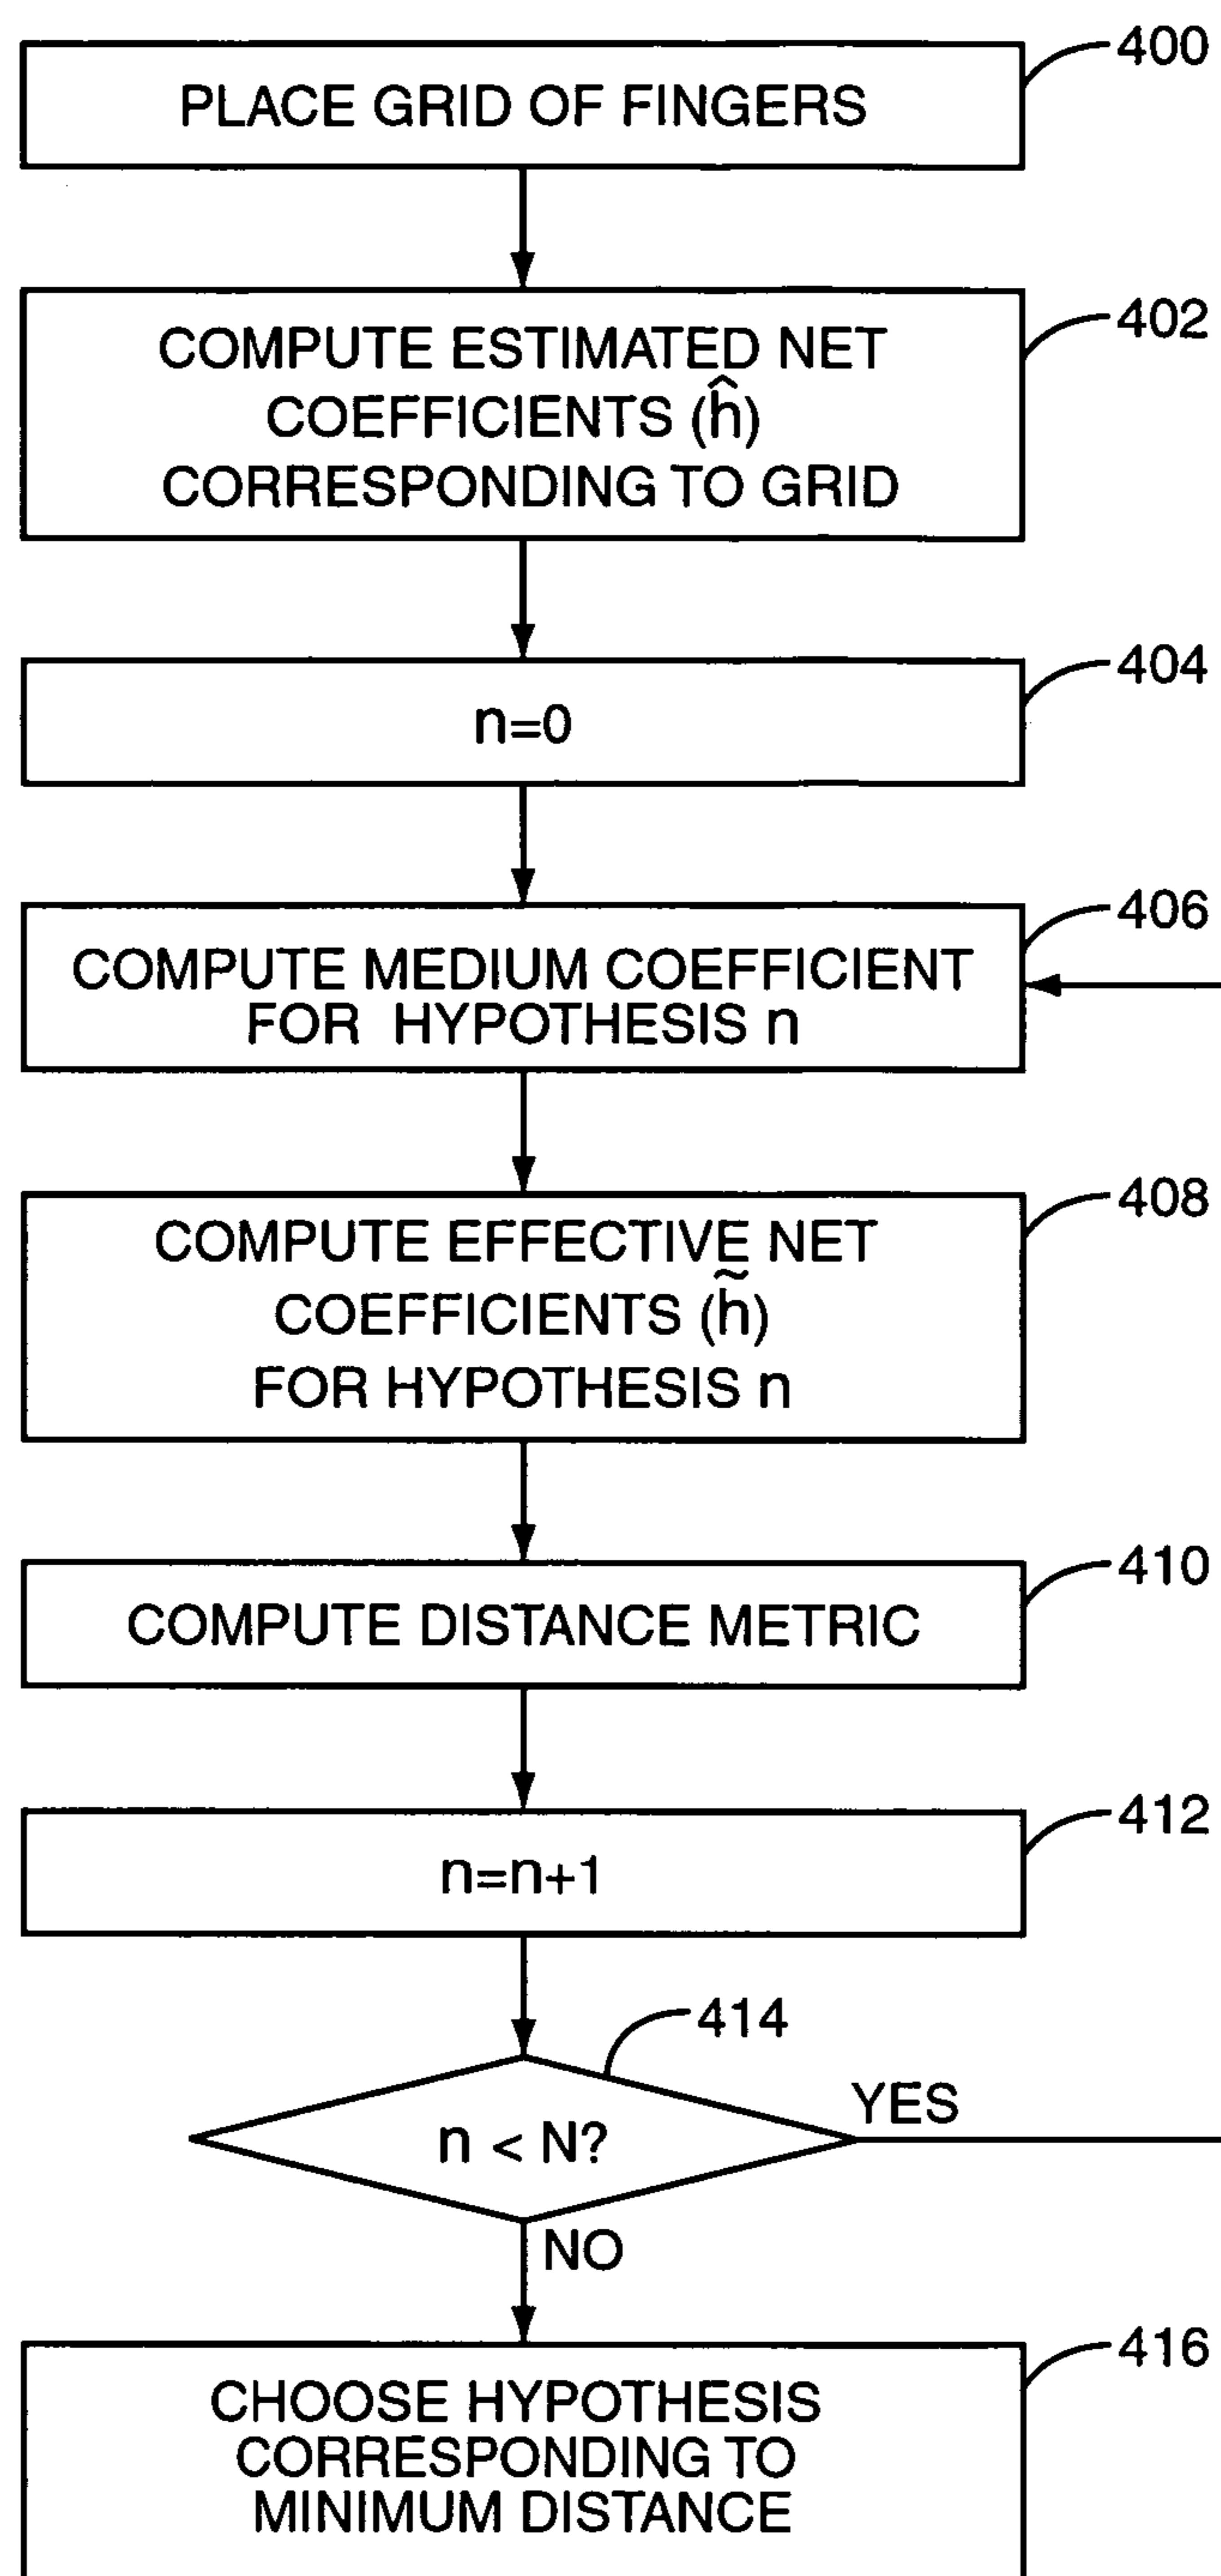 400
PLACE GRID OF FINGERS
402
COMPUTE ESTIMATED NET
COEFFICIENTS (ĥ)
CORRESPONDING TO GRID
404
n=0
406
COMPUTE MEDIUM COEFFICIENT
FOR HYPOTHESIS n
408
COMPUTE EFFECTIVE NET
COEFFICIENTS (h̃)
FOR HYPOTHESIS n
410
COMPUTE DISTANCE METRIC
412
n=n+1
414
n < N?
YES
NO
416
CHOOSE HYPOTHESIS
CORRESPONDING TO
MINIMUM DISTANCE